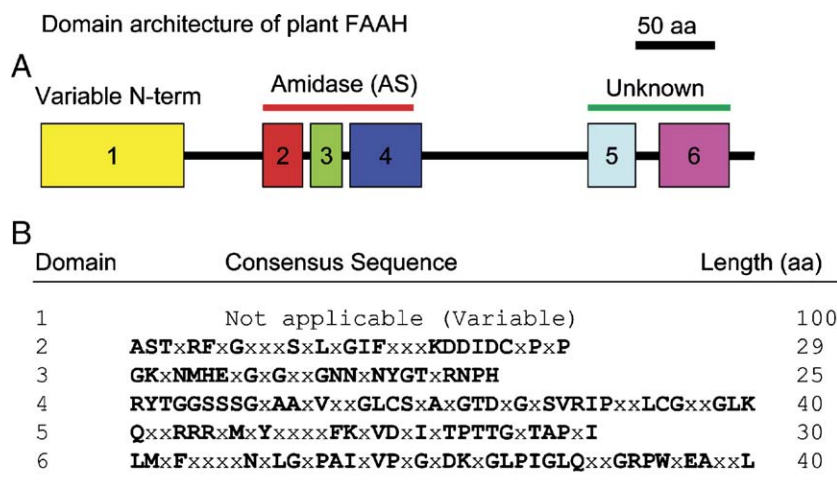 Domain architecture of plant FAAH
50 aa
A
Variable N-term
Amidase (AS)
Unknown
1 2 3 4 5 6
B
Domain Consensus Sequence Length (aa)
1 Not applicable (Variable) 100
2 ASTxRFxGxxxSxLxGIFxxxKDDIDCxPxP 29
3 GKxNMHExGxGxxGNNxNYGTxRNPH 25
4 RYTGGSSSGxAAxVxxGLCSxAxGTDxGxSVRIPxxLCGxxGLK 40
5 QxxRRRxMxYxxxxFKxVDxIxTPTTGxTAPxI 30
6 LMxFxxxxNxLGxPAIxVPxGxDKxGLPIGLQxxGRPWxEAxxL 40